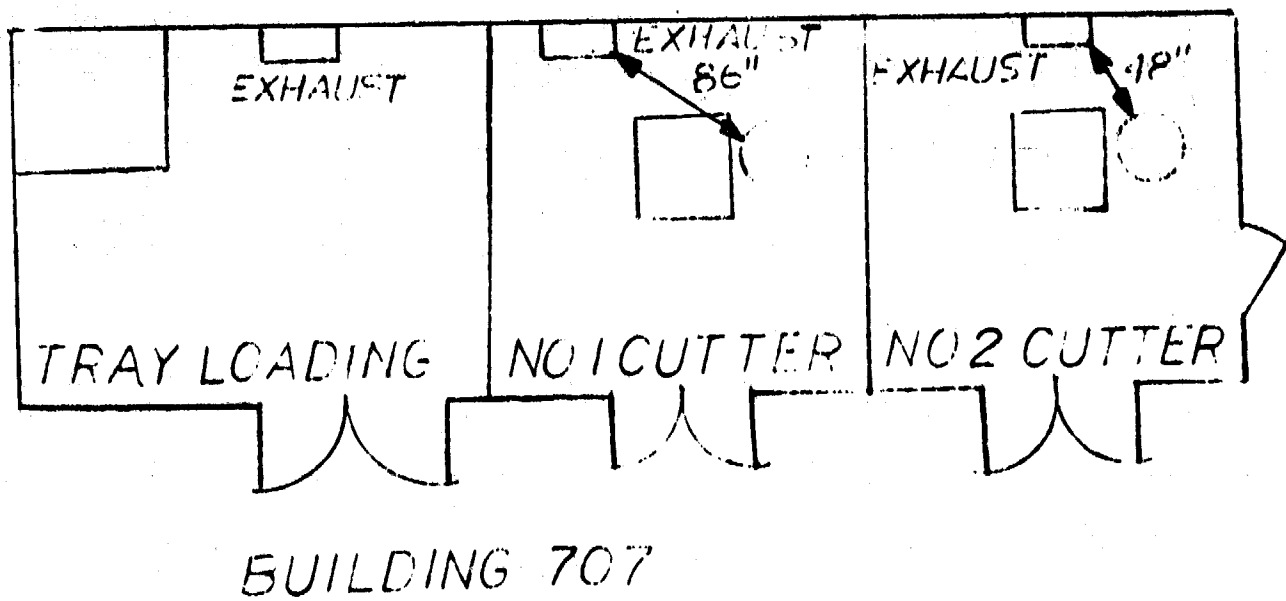 EXHAUST
EXHAUST
86"
EXHAUST
48"
TRAY LOADING
NO 1 CUTTER
NO 2 CUTTER
BUILDING 707